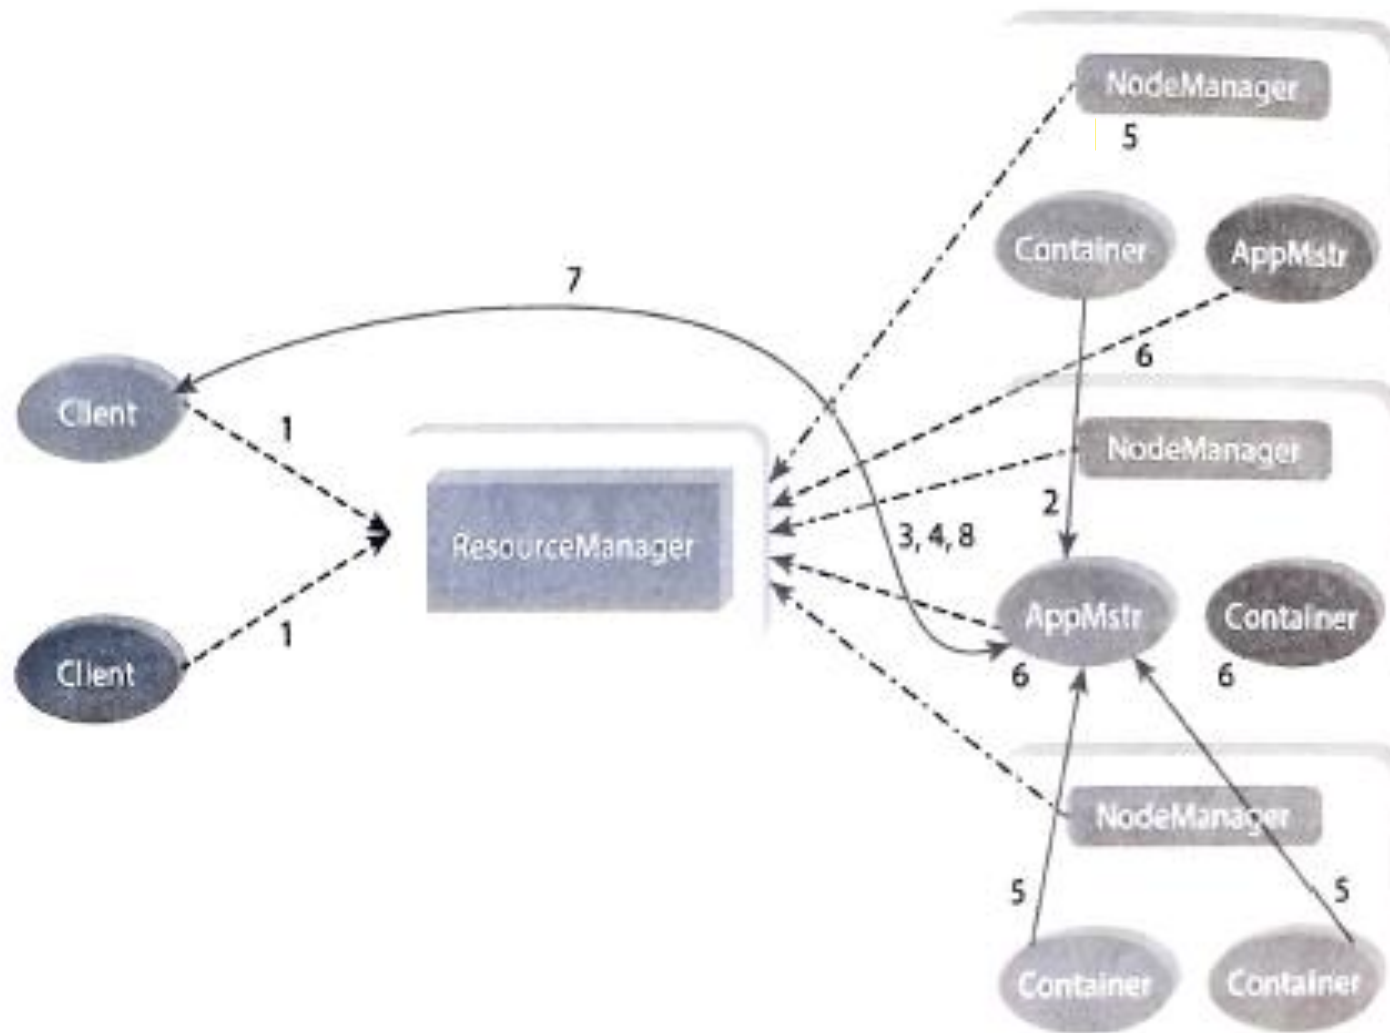 NodeManager
5
Container
AppMstr
7
6
Client
1
NodeManager
2
3, 4, 8
ResourceManager
AppMstr
Container
1
6
6
Client
NodeManager
5
5
Container
Container